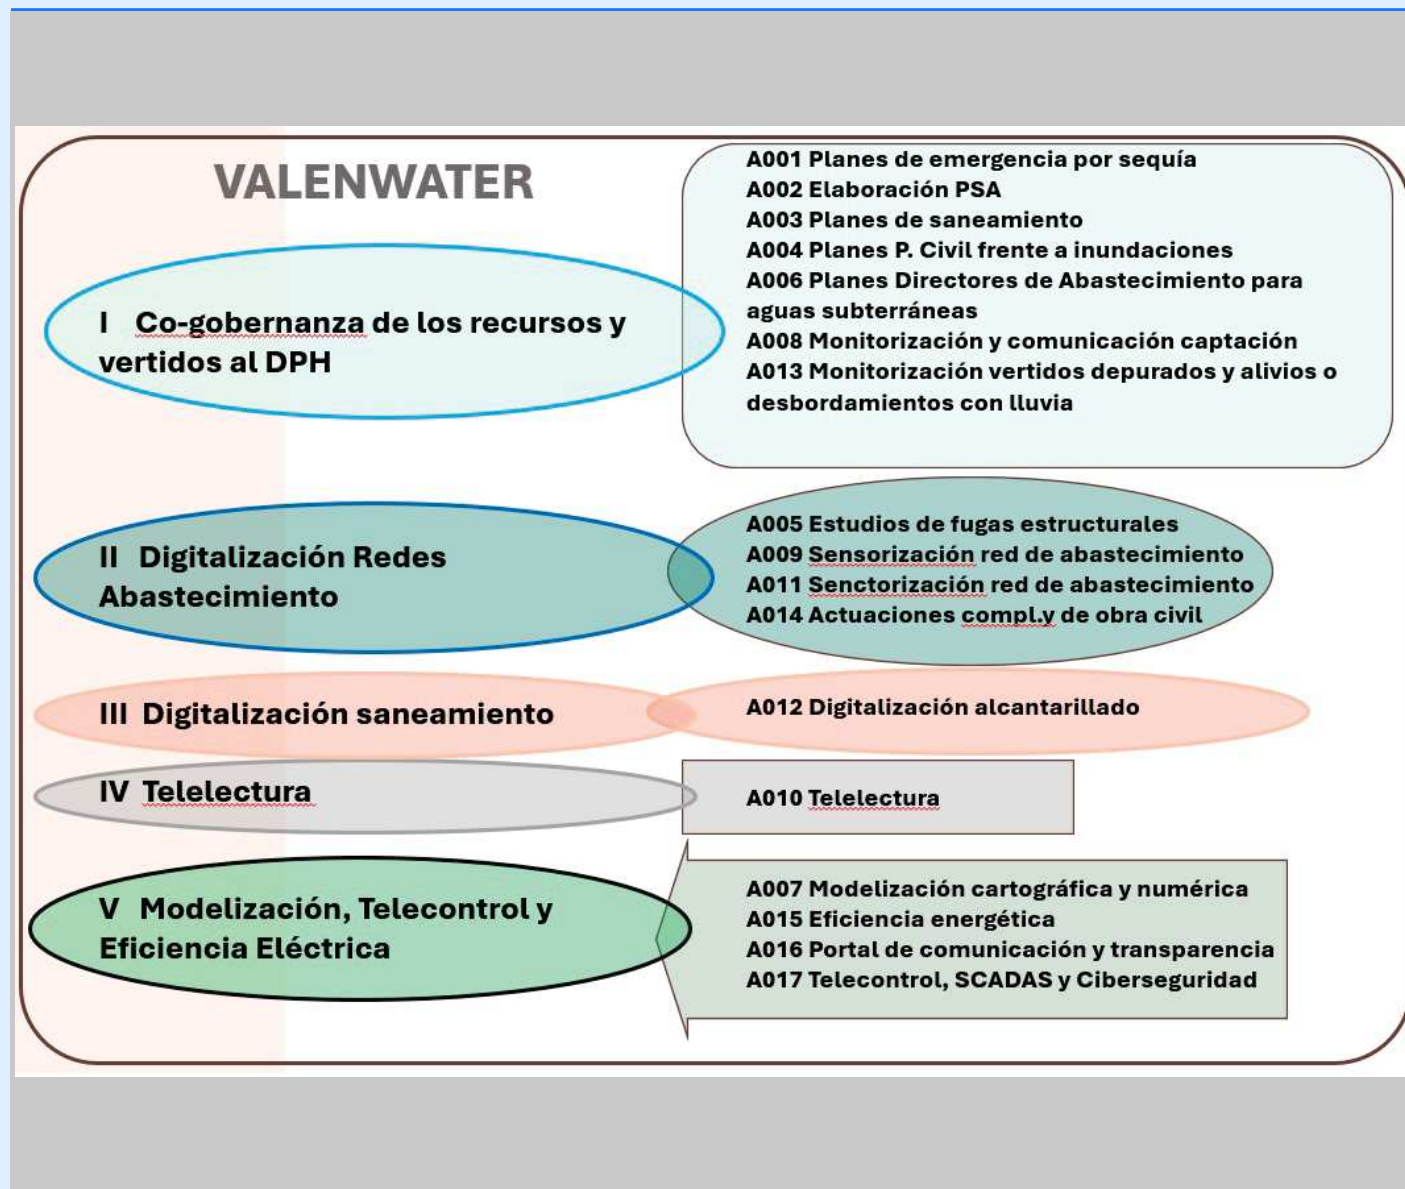 VALENWATER
I Co-gobernanza de los recursos y
vertidos al DPH
A001 Planes de emergencia por sequía
A002 Elaboración PSA
A003 Planes de saneamiento
A004 Planes P. Civil frente a inundaciones
A006 Planes Directores de Abastecimiento para
aguas subterráneas
A008 Monitorización y comunicación captación
A013 Monitorización vertidos depurados y alivios o
desbordamientos con lluvia
II Digitalización Redes
Abastecimiento
A005 Estudios de fugas estructurales
A009 Sensorización red de abastecimiento
A011 Senctorización red de abastecimiento
A014 Actuaciones compl.y de obra civil
III Digitalización saneamiento
A012 Digitalización alcantarillado
IV Telelectura
A010 Telelectura
V Modelización, Telecontrol y
Eficiencia Eléctrica
A007 Modelización cartográfica y numérica
A015 Eficiencia energética
A016 Portal de comunicación y transparencia
A017 Telecontrol, SCADAS y Ciberseguridad